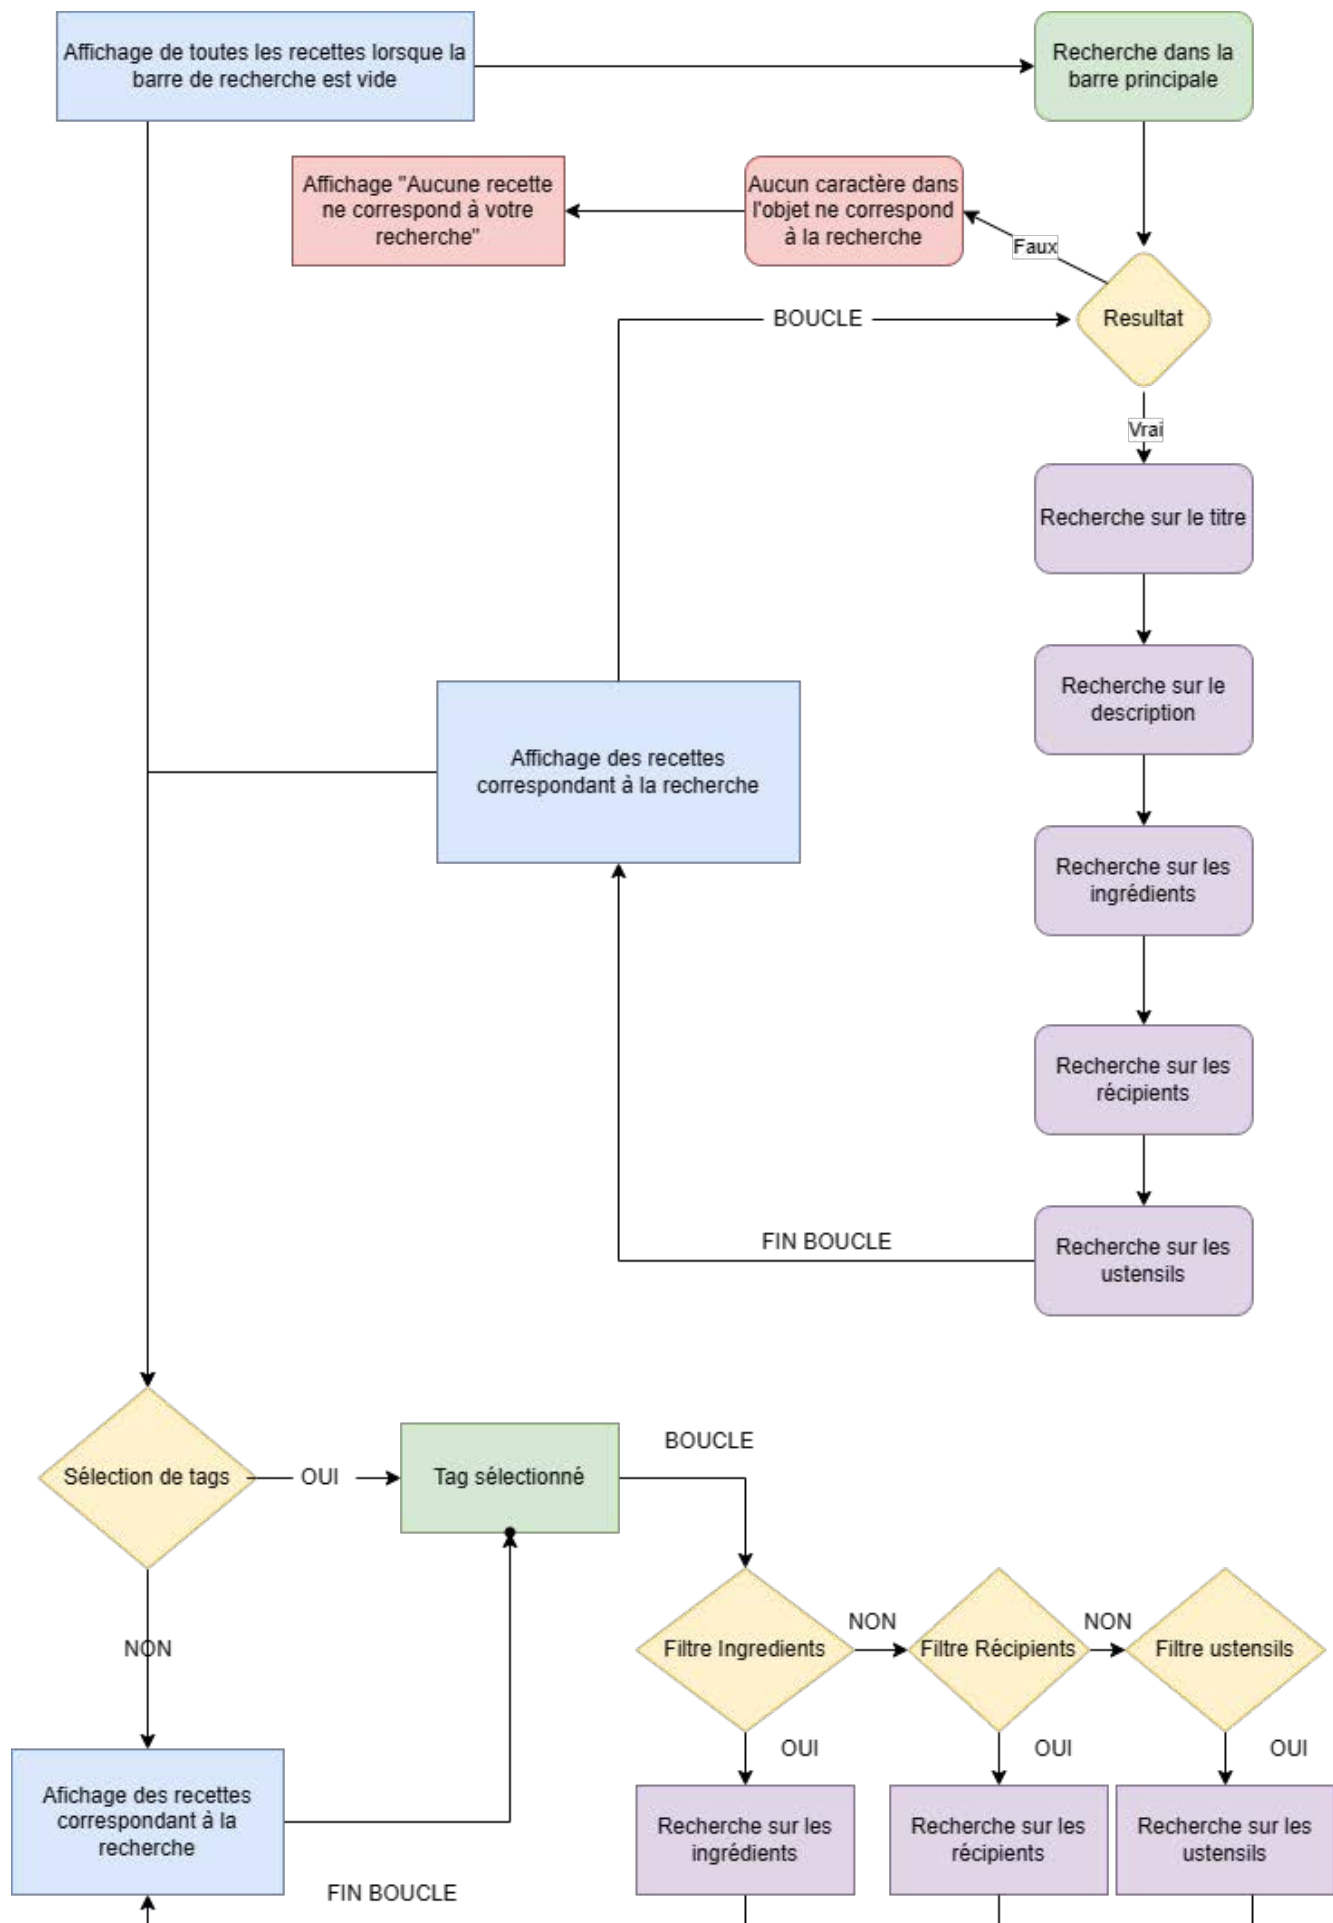 Affichage de toutes les recettes lorsque la
barre de recherche est vide
Recherche dans la
barre principale
Affichage "Aucune recette
ne correspond à votre
recherche"
Aucun caractère dans
l'objet ne correspond
à la recherche
Faux
BOUCLE
Resultat
Vrai
Recherche sur le titre
Recherche sur le
description
Affichage des recettes
correspondant à la recherche
Recherche sur les
ingrédients
Recherche sur les
récipients
FIN BOUCLE
Recherche sur les
ustensils
Sélection de tags
OUI
Tag sélectionné
BOUCLE
NON
Filtre Ingredients
NON
Filtre Récipients
NON
Filtre ustensils
OUI
OUI
OUI
Afichage des recettes
correspondant à la
recherche
Recherche sur les
ingrédients
Recherche sur les
récipients
Recherche sur les
ustensils
FIN BOUCLE